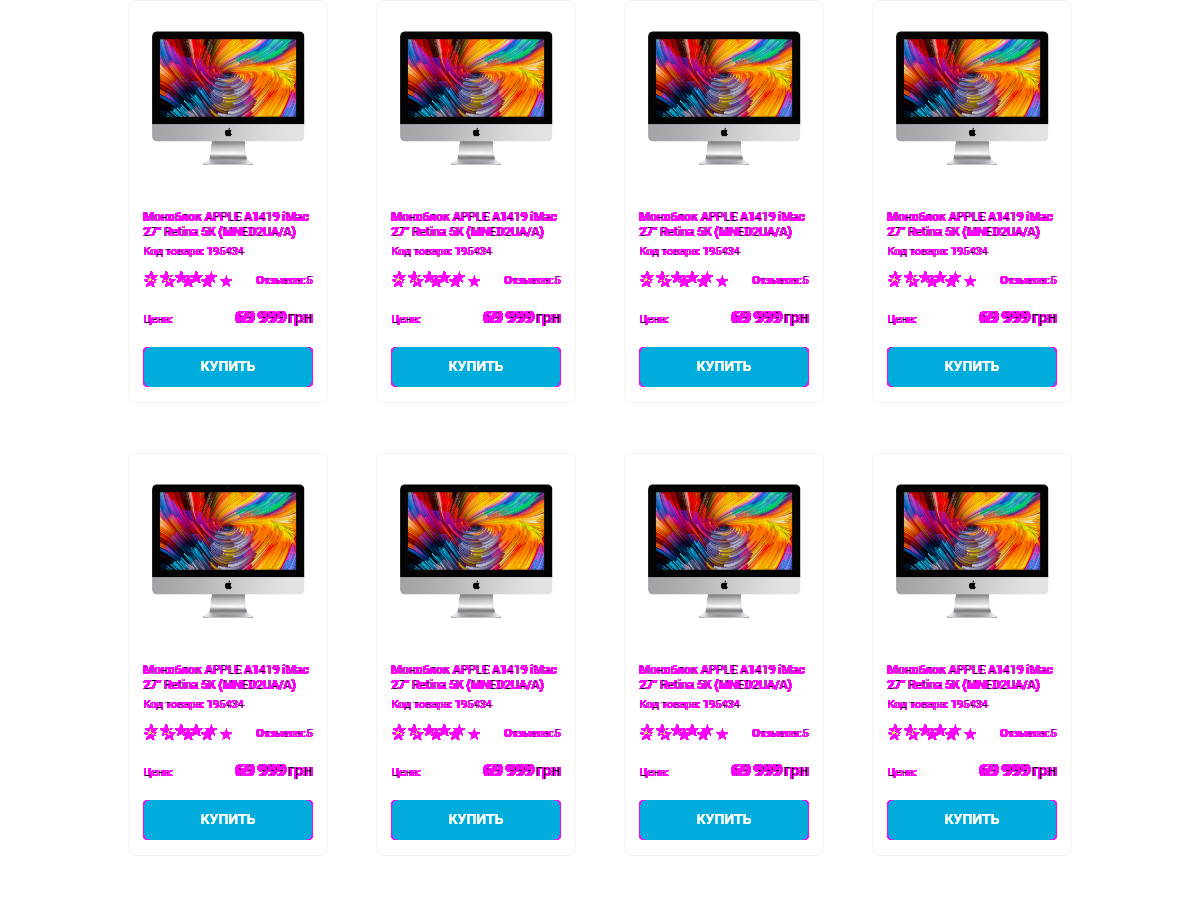 Моноблок APPLE A1419 iMac
27” Retina 5K (MNED2UA/A)
Код товара: 195434
Отзывов: 5
Цена: 69 999 грн
КУПИТЬ
Моноблок APPLE A1419 iMac
27” Retina 5K (MNED2UA/A)
Код товара: 195434
Отзывов: 5
Цена: 69 999 грн
КУПИТЬ
Моноблок APPLE A1419 iMac
27” Retina 5K (MNED2UA/A)
Код товара: 195434
Отзывов: 5
Цена: 69 999 грн
КУПИТЬ
Моноблок APPLE A1419 iMac
27” Retina 5K (MNED2UA/A)
Код товара: 195434
Отзывов: 5
Цена: 69 999 грн
КУПИТЬ
Моноблок APPLE A1419 iMac
27” Retina 5K (MNED2UA/A)
Код товара: 195434
Отзывов: 5
Цена: 69 999 грн
КУПИТЬ
Моноблок APPLE A1419 iMac
27” Retina 5K (MNED2UA/A)
Код товара: 195434
Отзывов: 5
Цена: 69 999 грн
КУПИТЬ
Моноблок APPLE A1419 iMac
27” Retina 5K (MNED2UA/A)
Код товара: 195434
Отзывов: 5
Цена: 69 999 грн
КУПИТЬ
Моноблок APPLE A1419 iMac
27” Retina 5K (MNED2UA/A)
Код товара: 195434
Отзывов: 5
Цена: 69 999 грн
КУПИТЬ